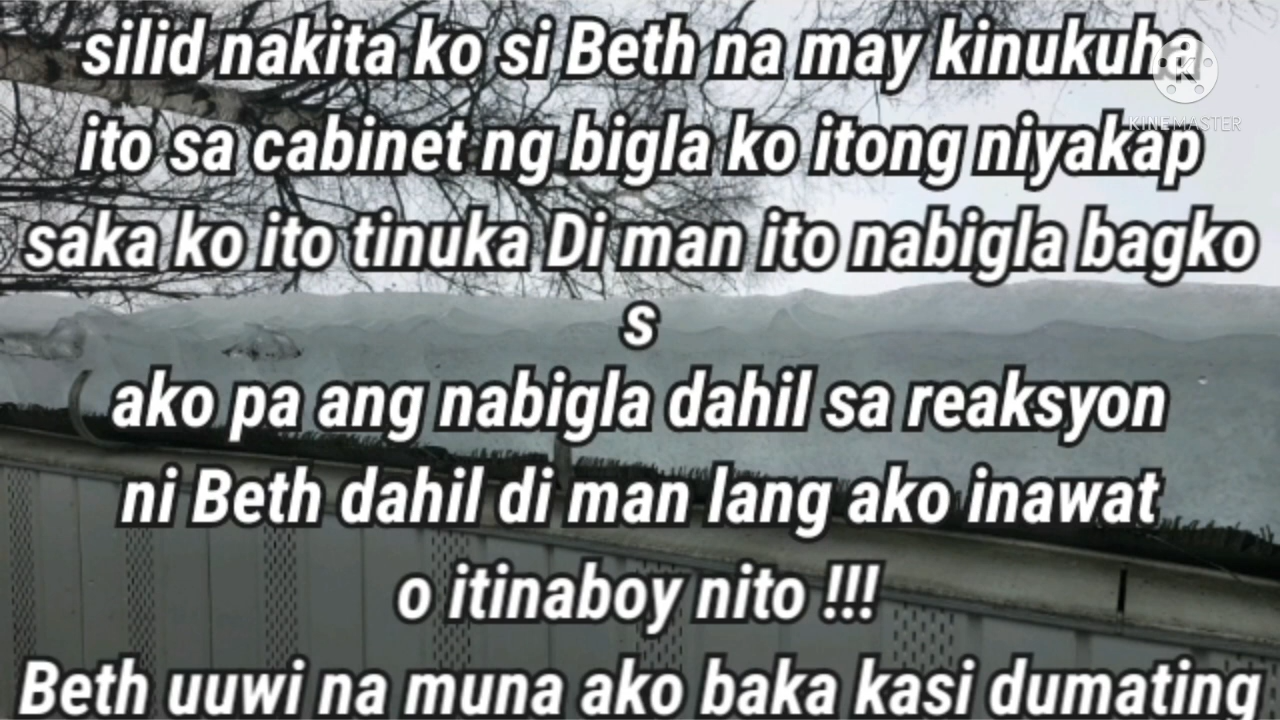 silid nakita ko si Beth na may kinukuha
ito sa cabinet ng bigla ko itong niyakap
saka ko ito tinuka Di man ito nabigla bagko
s
ako pa ang nabigla dahil sa reaksyon
ni Beth dahil di man lang ako inawat
o itinaboy nito !!!
Beth uuwi na muna ako baka kasi dumating
K
KINEMASTER